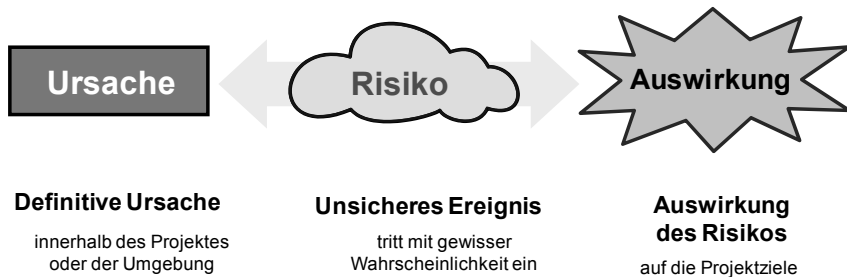 Ursache
Risiko
Auswirkung
Definitive Ursache
innerhalb des Projektes
oder der Umgebung
Unsicheres Ereignis
tritt mit gewisser
Wahrscheinlichkeit ein
Auswirkung
des Risikos
auf die Projektziele